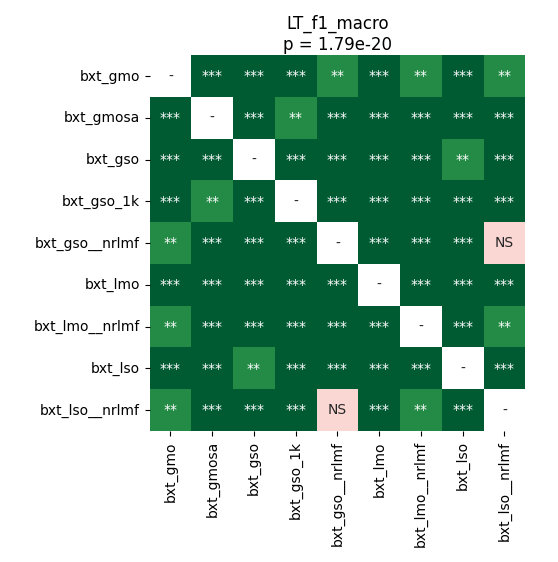 LT_f1_macro
p = 1.79e-20
bxt_gmo - *** *** *** ** *** ** *** **
bxt_gmosa *** - *** ** *** *** *** *** ***
bxt_gso *** *** - *** *** *** *** ** ***
bxt_gso_1k *** ** *** - *** *** *** *** ***
bxt_gso__nrlmf ** *** *** *** - *** *** *** NS
bxt_lmo *** *** *** *** *** - *** *** ***
bxt_lmo__nrlmf ** *** *** *** *** *** - *** **
bxt_lso *** *** ** *** *** *** *** - ***
bxt_lso__nrlmf ** *** *** *** NS *** ** *** -
bxt_gmo
bxt_gmosa
bxt_gso
bxt_gso_1k
bxt_gso__nrlmf
bxt_lmo
bxt_lmo__nrlmf
bxt_lso
bxt_lso__nrlmf